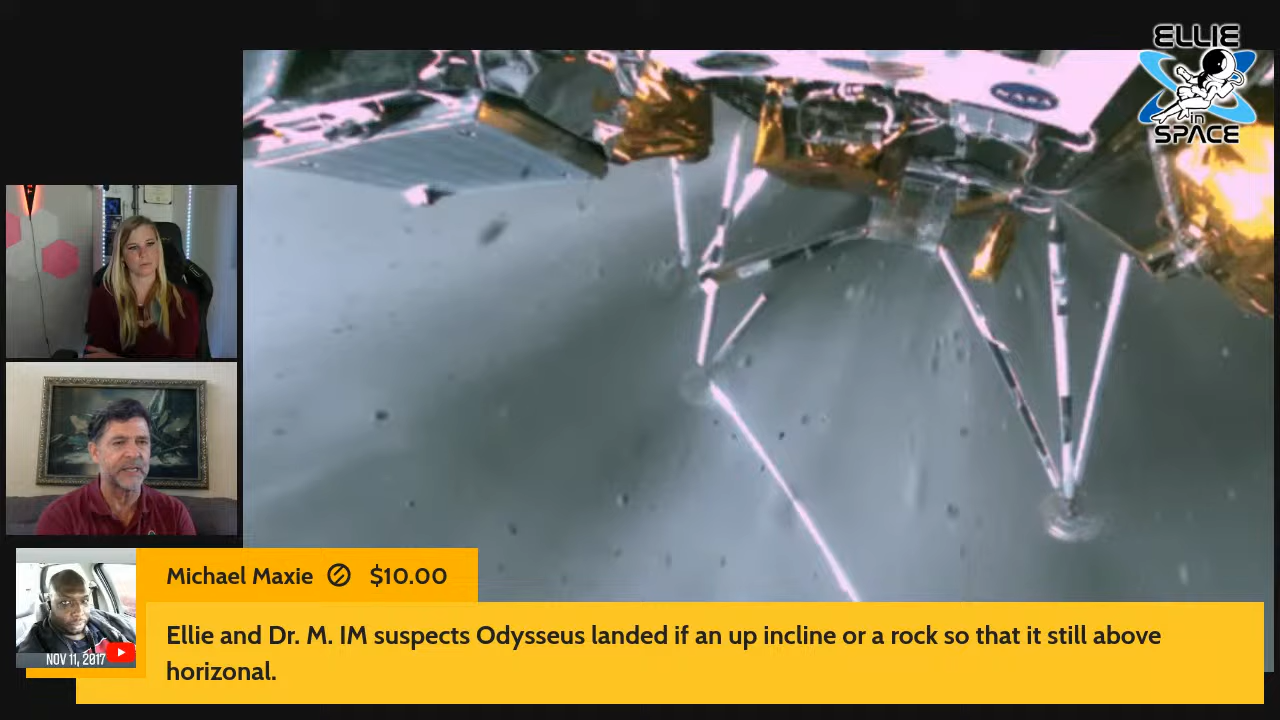 ELLIE
in
SPACE
NASA
Michael Maxie $10.00
NOV 11, 2017
Ellie and Dr. M. IM suspects Odysseus landed if an up incline or a rock so that it still above
horizonal.